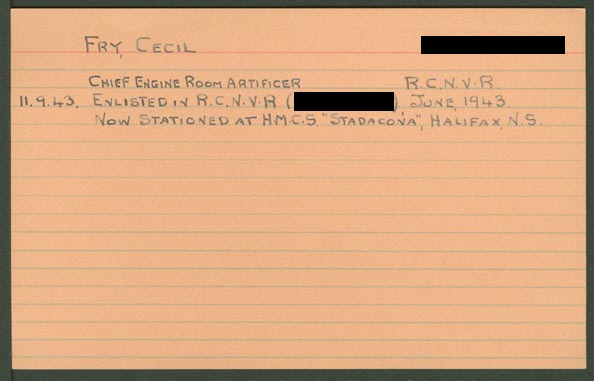 FRY, CECIL
CHIEF ENGINE ROOM ARTIFICER R.C.N.V.R.
11.9.43. ENLISTED IN R.C.N.V.R ( ), JUNE, 1943.
NOW STATIONED AT H.M.C.S. "STADACONA", HALIFAX, N.S.